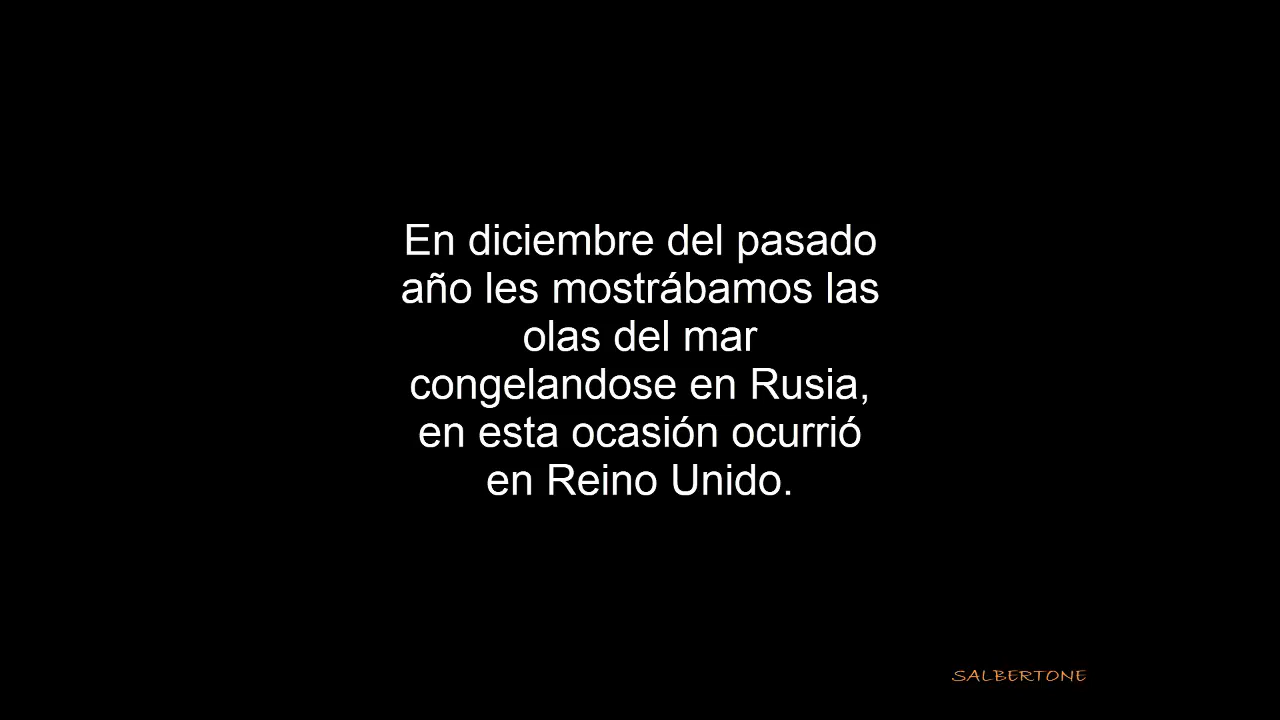 En diciembre del pasado
año les mostrábamos las
olas del mar
congelandose en Rusia,
en esta ocasión ocurrió
en Reino Unido.
SALBERTONE